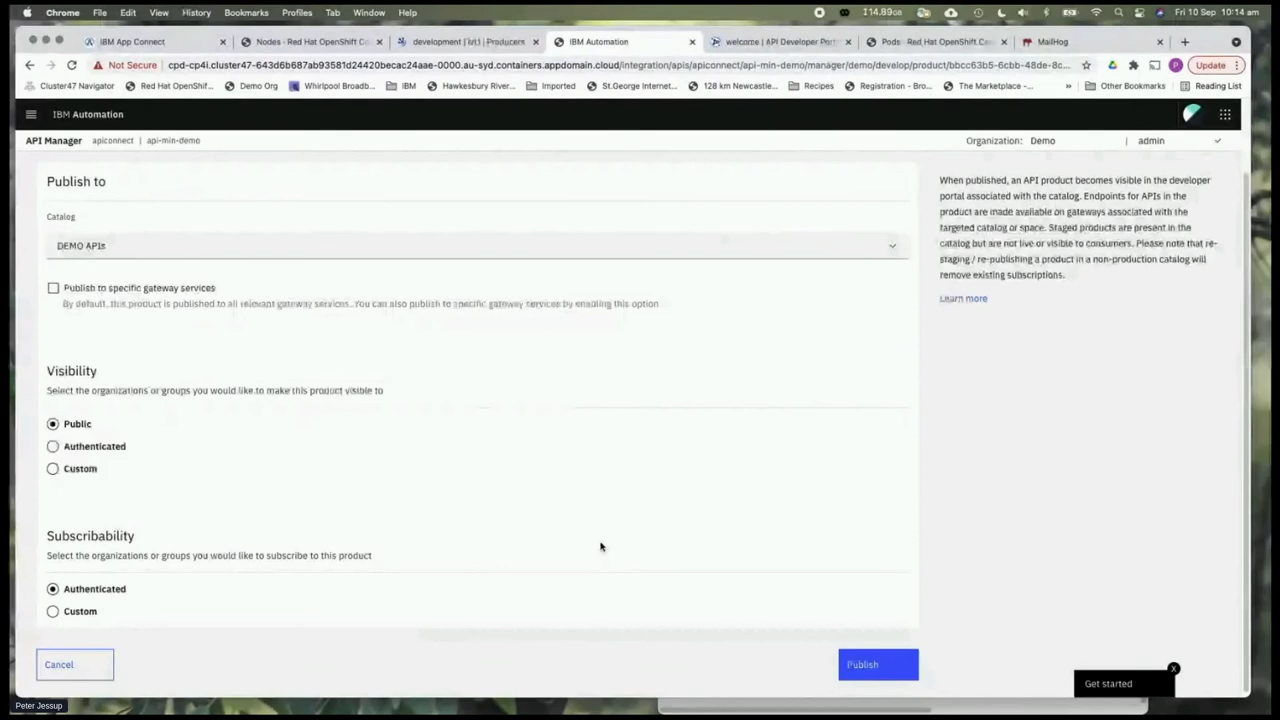 Chrome File Edit View History Bookmarks Profiles Tab Window Help 114.89GB Fri 10 Sep 10:14 am
IBM App Connect Nodes · Red Hat OpenShift Co development | lvl1 | Producers IBM Automation welcome | API Developer Port Pods · Red Hat OpenShift Con MailHog
Not Secure cpd-cp4i.cluster47-643d6b687ab93581d24420becac24aae-0000.au-syd.containers.appdomain.cloud/integration/apis/apiconnect/api-min-demo/manager/demo/develop/product/bbcc63b5-6cbb-48de-8c... Update
Cluster47 Navigator Red Hat OpenShif... Demo Org Whirlpool Broadb... IBM Hawkesbury River... Imported St.George Internet... 128 km Newcastle... Recipes Registration - Bro... The Marketplace -... » Other Bookmarks Reading List
IBM Automation
API Manager apiconnect | api-min-demo Organization: Demo | admin
Publish to
Catalog
DEMO APIs
Publish to specific gateway services
By default, this product is published to all relevant gateway services. You can also publish to specific gateway services by enabling this option
Visibility
Select the organizations or groups you would like to make this product visible to
Public
Authenticated
Custom
Subscribability
Select the organizations or groups you would like to subscribe to this product
Authenticated
Custom
Cancel
Publish
When published, an API product becomes visible in the developer
portal associated with the catalog. Endpoints for APIs in the
product are made available on gateways associated with the
targeted catalog or space. Staged products are present in the
catalog but are not live or visible to consumers. Please note that re-
staging / re-publishing a product in a non-production catalog will
remove existing subscriptions.
Learn more
Get started
X
Peter Jessup